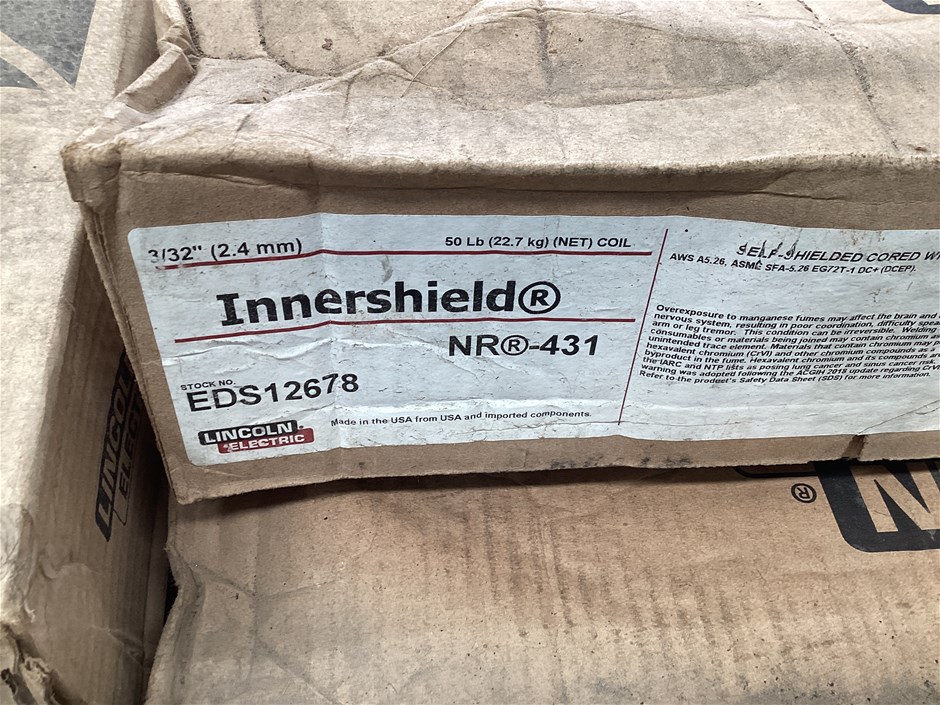 3/32" (2.4 mm)
50 Lb (22.7 kg) (NET) COIL
Innershield®
NR®-431
STOCK NO.
EDS12678
LINCOLN®
ELECTRIC
Made in the USA from USA and imported components.
SELF-SHIELDED CORED
AWS A5.26, ASME SFA-5.26 EG72T-1 DC+ (DCEP).
Overexposure to manganese fumes may affect the brain and
nervous system, resulting in poor coordination, difficulty
arm or leg tremor. This condition can be irreversible. Welding
consumables or materials being joined may contain chromium as
unintended trace element. Materials that contain chromium may
hexavalent chromium (CrVI) and other chromium compounds as a
byproduct in the fume. Hexavalent chromium and its compounds are
the IARC and NTP lists as posing lung cancer and sinus cancer risk.
warning was adopted following the ACGIH 2018 update regarding
Refer to the product's Safety Data Sheet (SDS) for more information.
LINCOLN
ELECTRIC
®